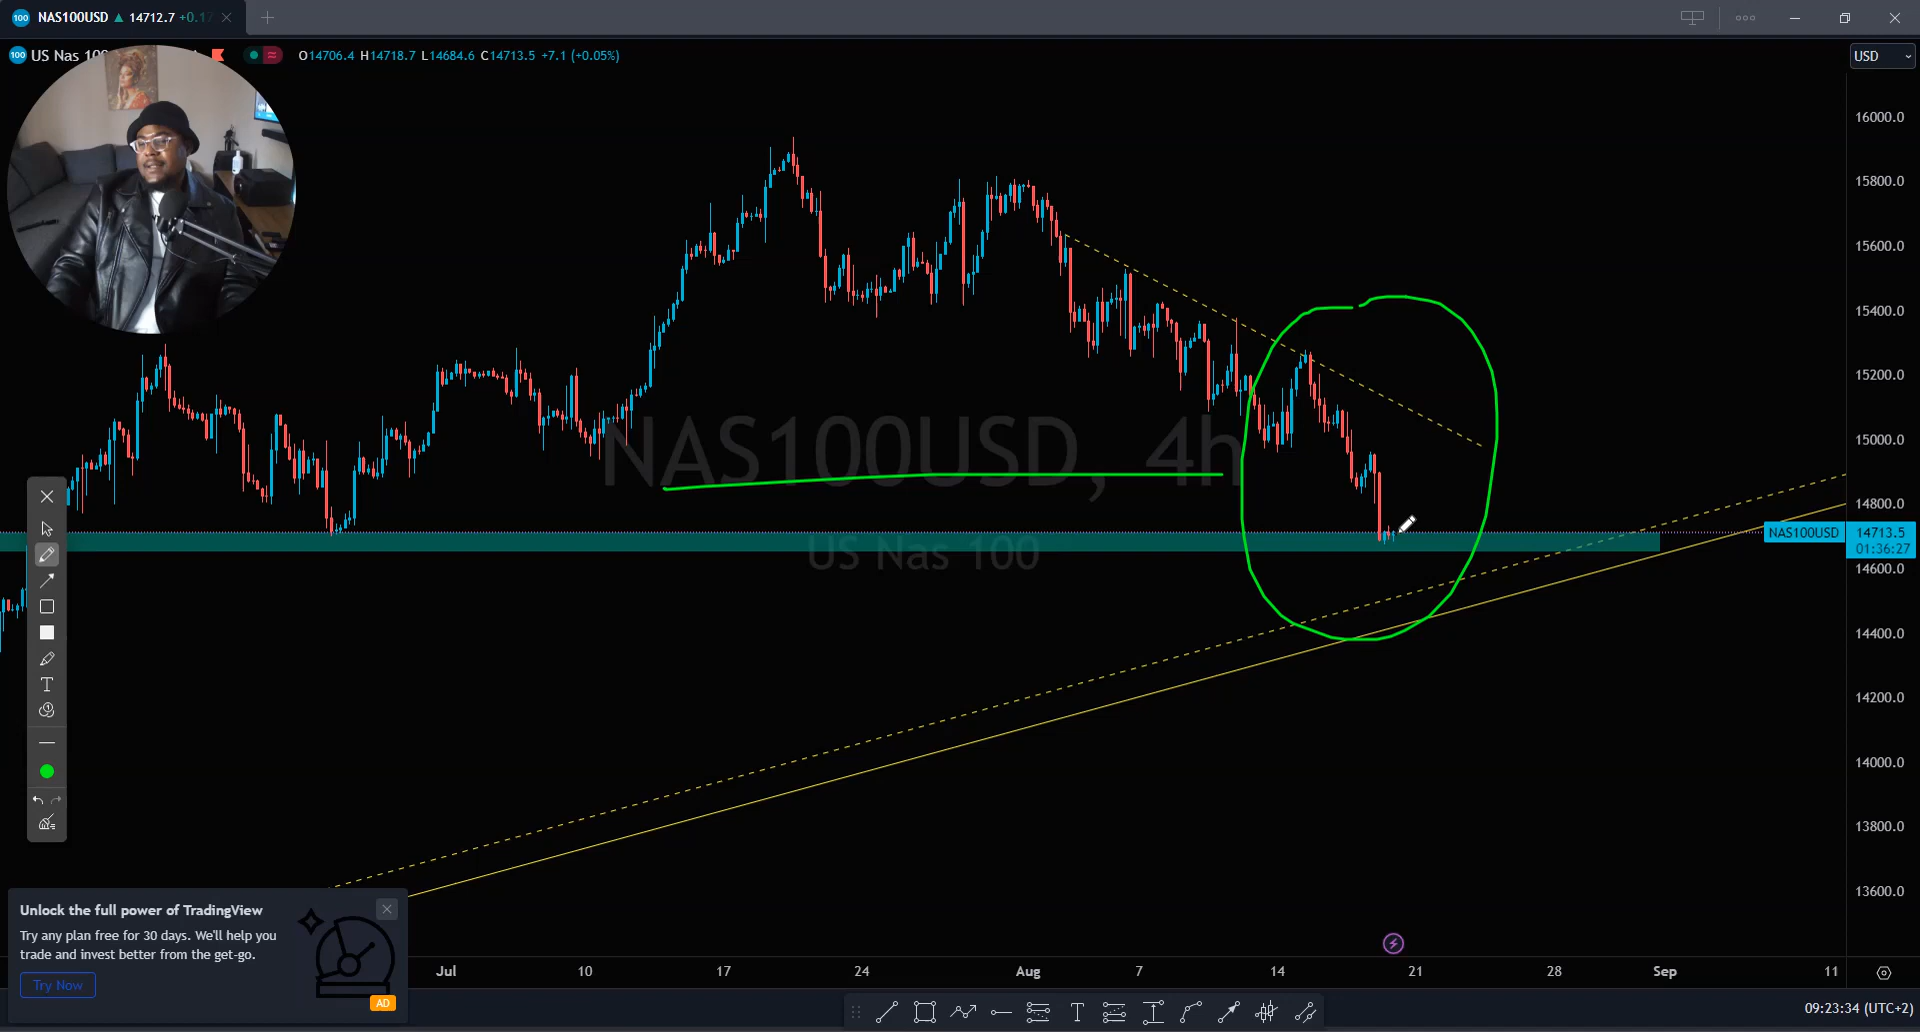 100 NAS100USD ▲ 14712.7 +0.1
100 US Nas 10
O14706.4 H14718.7 L14684.6 C14713.5 +7.1 (+0.05%)
USD
16000.0
15800.0
15600.0
15400.0
15200.0
15000.0
14800.0
NAS100USD 14713.5
01:36:27
14600.0
14400.0
14200.0
14000.0
13800.0
13600.0
NAS100USD, 4h
US Nas 100
T
Unlock the full power of TradingView
Try any plan free for 30 days. We'll help you
trade and invest better from the get-go.
Try Now
AD
Jul 10 17 24 Aug 7 14 21 28 Sep 11
T
09:23:34 (UTC+2)